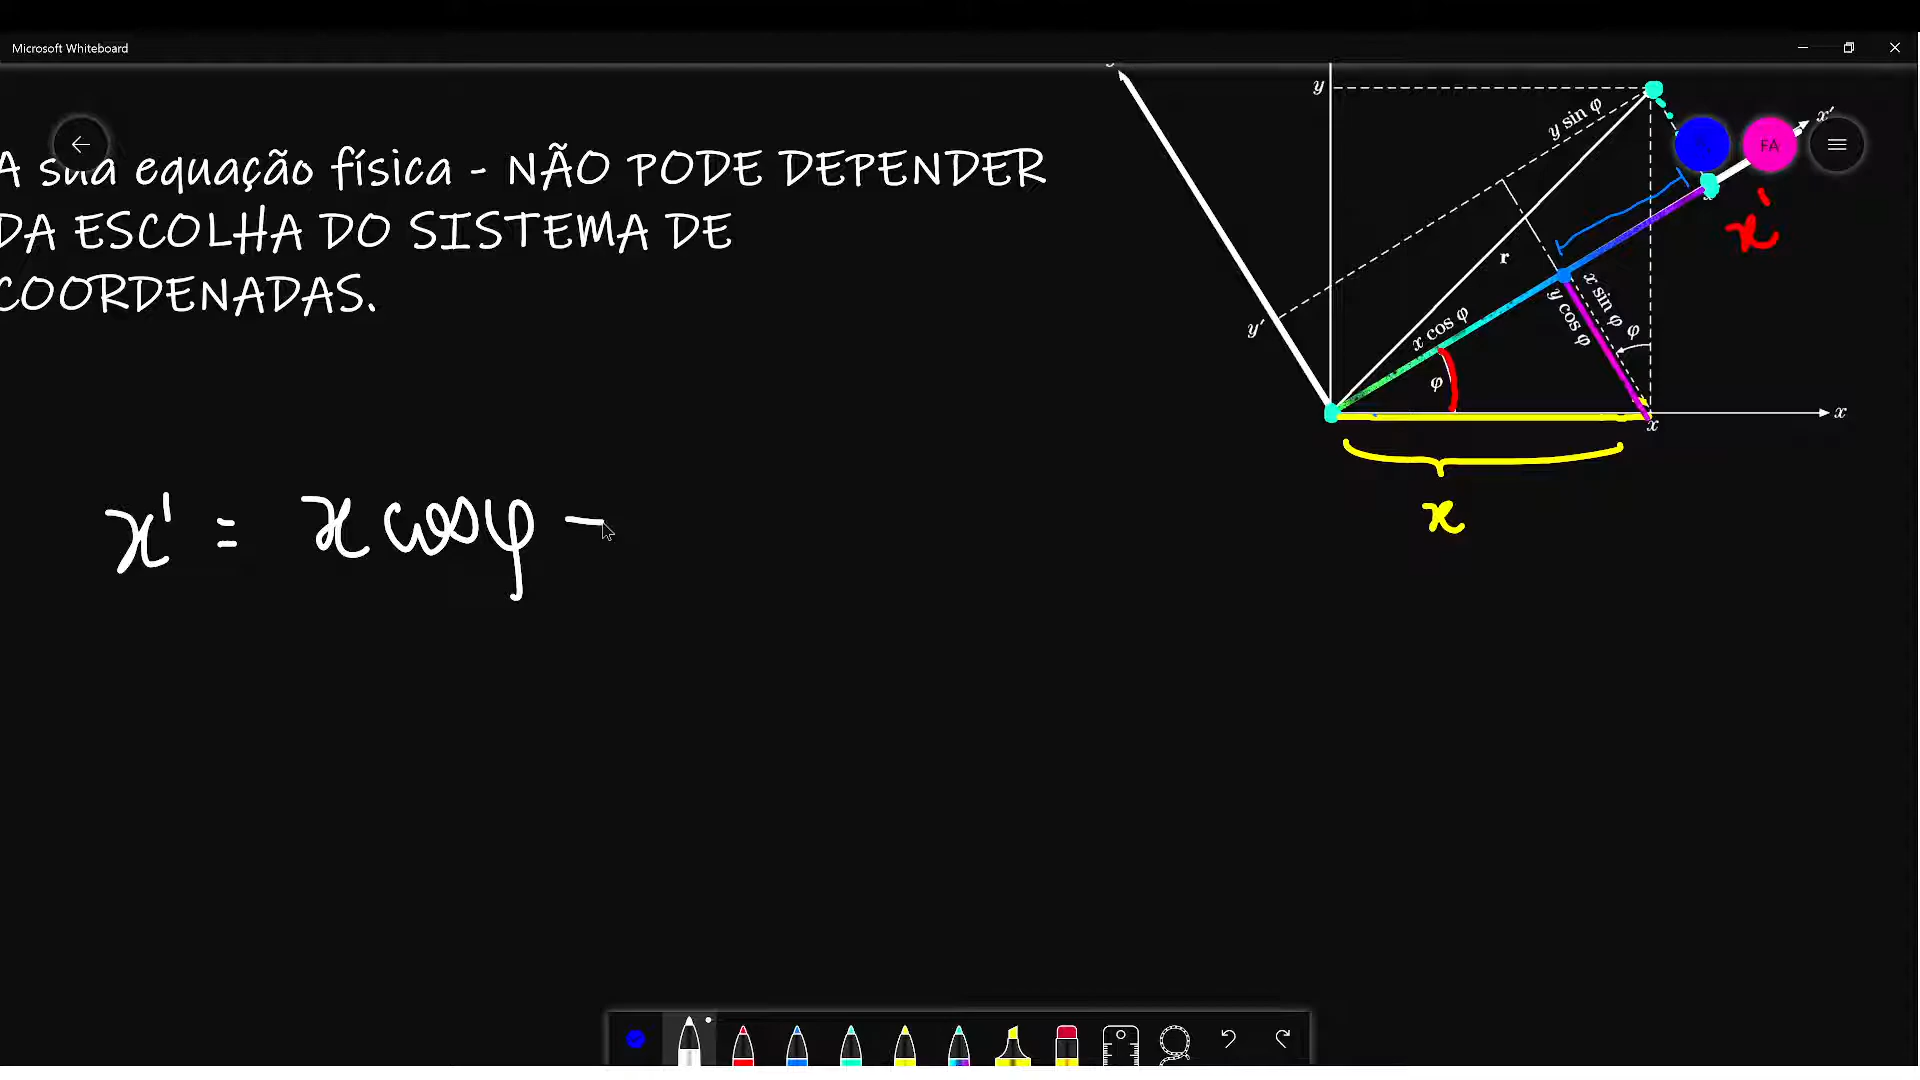 Microsoft Whiteboard
A sua equação física - NÃO PODE DEPENDER
DA ESCOLHA DO SISTEMA DE
COORDENADAS.
x' = x cosφ −
y
y sin φ
x'
FA
x'
r
x sin φ
y cos φ
φ
y'
x cos φ
φ
x
x
x